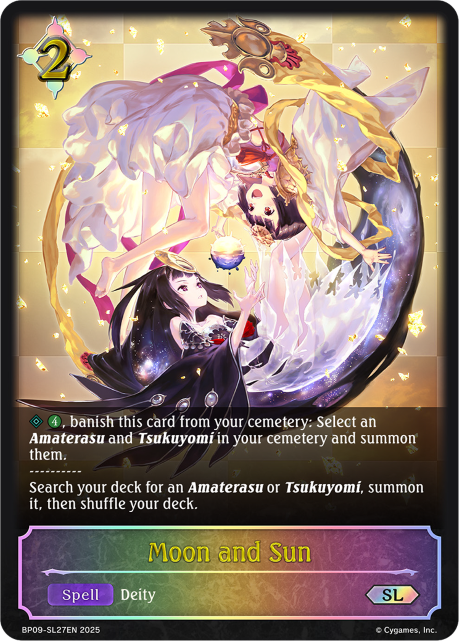 2
4, banish this card from your cemetery: Select an
Amaterasu and Tsukuyomi in your cemetery and summon
them.
----------
Search your deck for an Amaterasu or Tsukuyomi, summon
it, then shuffle your deck.
Moon and Sun
Spell Deity SL
BP09-SL27EN 2025 © Cygames, Inc.